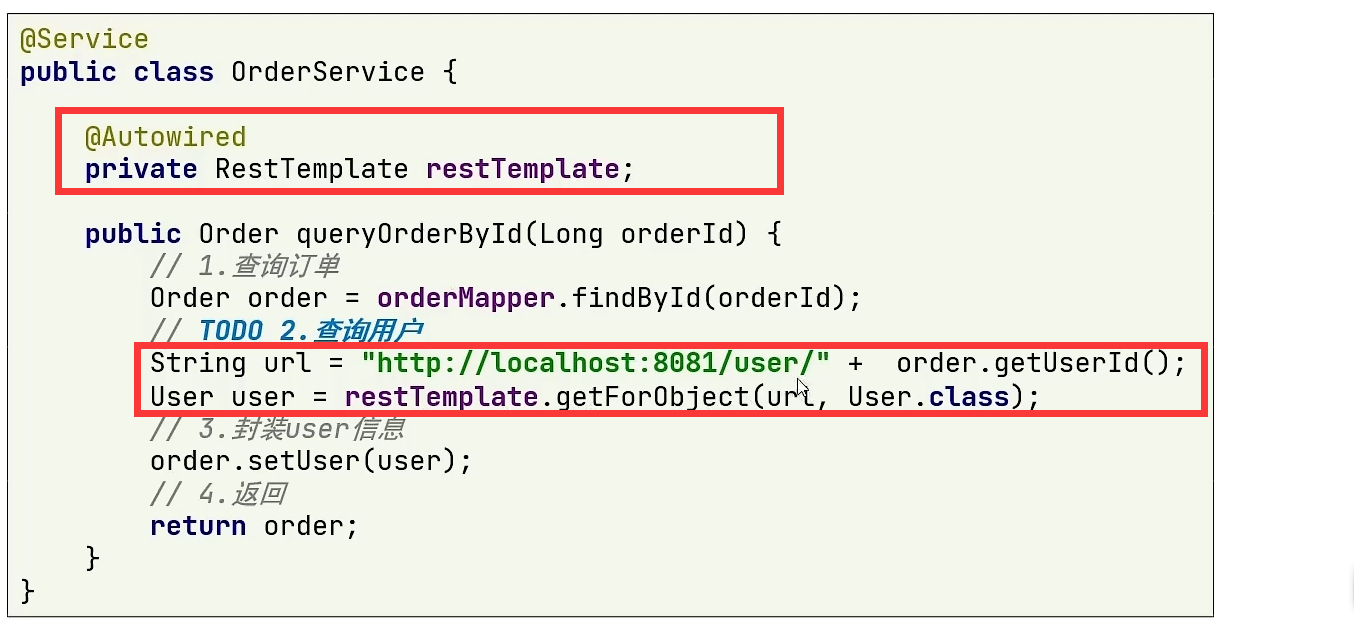 @Service
public class OrderService {
@Autowired
private RestTemplate restTemplate;
public Order queryOrderById(Long orderId) {
// 1.查询订单
Order order = orderMapper.findById(orderId);
// TODO 2.查询用户
String url = "http://localhost:8081/user/" +  order.getUserId();
User user = restTemplate.getForObject(url, User.class);
// 3.封装user信息
order.setUser(user);
// 4.返回
return order;
}
}